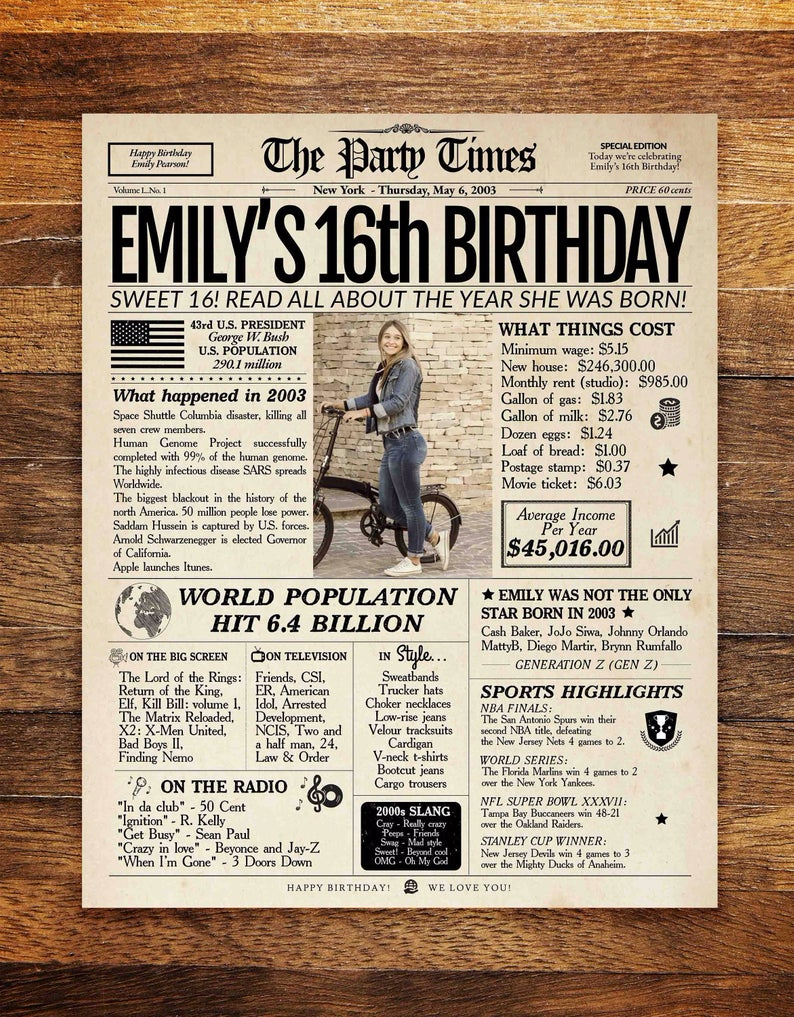 Happy Birthday
Emily Pearson!
The Party Times
SPECIAL EDITION
Today we're celebrating
Emily's 16th Birthday!
Volume L..No. 1
New York - Thursday, May 6, 2003
PRICE 60 cents
EMILY'S 16th BIRTHDAY
SWEET 16! READ ALL ABOUT THE YEAR SHE WAS BORN!
43rd U.S. PRESIDENT
George W. Bush
U.S. POPULATION
290.1 million
What happened in 2003
Space Shuttle Columbia disaster, killing all
seven crew members.
Human Genome Project successfully
completed with 99% of the human genome.
The highly infectious disease SARS spreads
Worldwide.
The biggest blackout in the history of the
north America. 50 million people lose power.
Saddam Hussein is captured by U.S. forces.
Arnold Schwarzenegger is elected Governor
of California.
Apple launches Itunes.
WHAT THINGS COST
Minimum wage: $5.15
New house: $246,300.00
Monthly rent (studio): $985.00
Gallon of gas: $1.83
Gallon of milk: $2.76
Dozen eggs: $1.24
Loaf of bread: $1.00
Postage stamp: $0.37
Movie ticket: $6.03
Average Income
Per Year
$45,016.00
WORLD POPULATION
HIT 6.4 BILLION
EMILY WAS NOT THE ONLY
STAR BORN IN 2003
Cash Baker, JoJo Siwa, Johnny Orlando
MattyB, Diego Martir, Brynn Rumfallo
GENERATION Z (GEN Z)
ON THE BIG SCREEN
The Lord of the Rings:
Return of the King,
Elf, Kill Bill: volume 1,
The Matrix Reloaded,
X2: X-Men United,
Bad Boys II,
Finding Nemo
ON TELEVISION
Friends, CSI,
ER, American
Idol, Arrested
Development,
NCIS, Two and
a half man, 24,
Law & Order
IN Style...
Sweatbands
Trucker hats
Choker necklaces
Low-rise jeans
Velour tracksuits
Cardigan
V-neck t-shirts
Bootcut jeans
Cargo trousers
ON THE RADIO
"In da club" - 50 Cent
"Ignition" - R. Kelly
"Get Busy" - Sean Paul
"Crazy in love" - Beyonce and Jay-Z
"When I'm Gone" - 3 Doors Down
2000s SLANG
Cray - Really crazy
Peeps - Friends
Swag - Mad style
Sweet! - Beyond cool
OMG - Oh My God
SPORTS HIGHLIGHTS
NBA FINALS:
The San Antonio Spurs win their
second NBA title, defeating
the New Jersey Nets 4 games to 2.
WORLD SERIES:
The Florida Marlins win 4 games to 2
over the New York Yankees.
NFL SUPER BOWL XXXVII:
Tampa Bay Buccaneers win 48-21
over the Oakland Raiders.
STANLEY CUP WINNER:
New Jersey Devils win 4 games to 3
over the Mighty Ducks of Anaheim.
HAPPY BIRTHDAY! WE LOVE YOU!